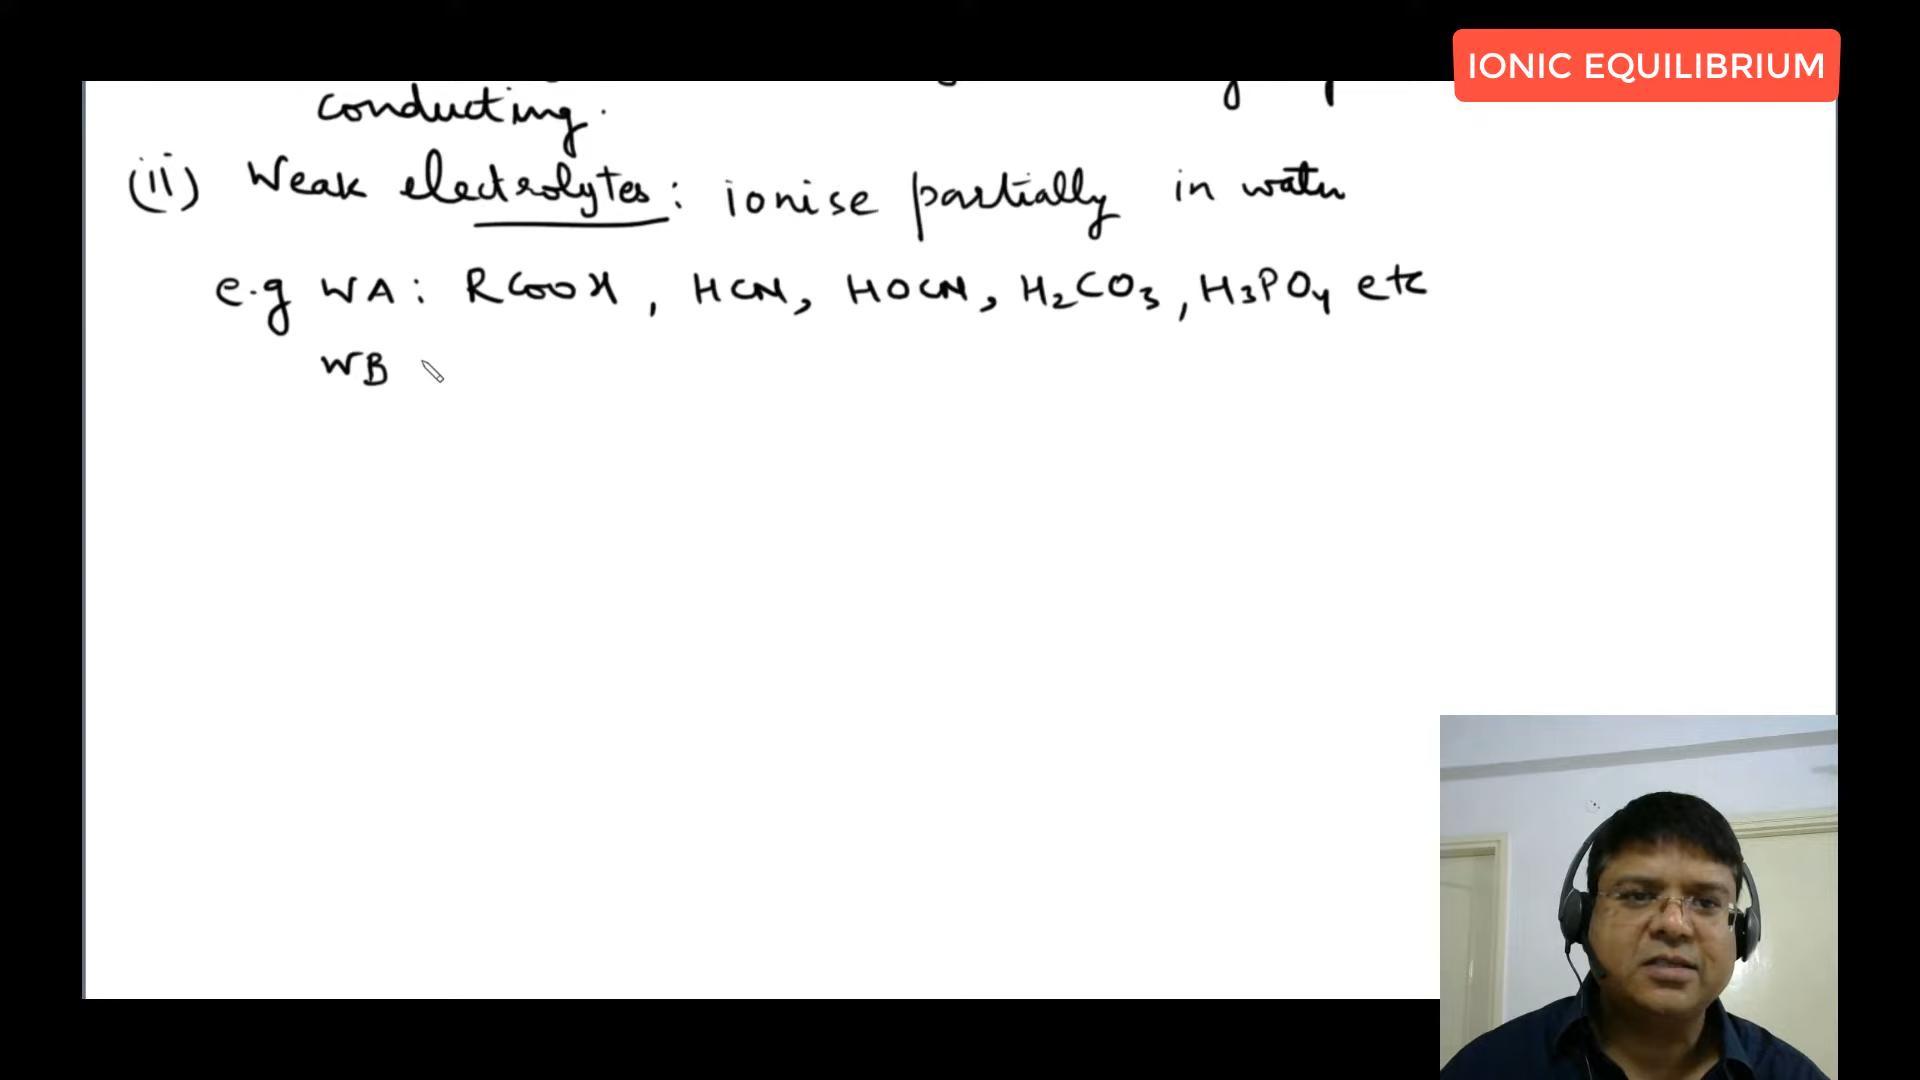 IONIC EQUILIBRIUM
conducting.
(ii) Weak electrolytes: ionise partially in water
e.g WA: RCOOH, HCN, HOCN, H₂CO₃, H₃PO₄ etc
WB